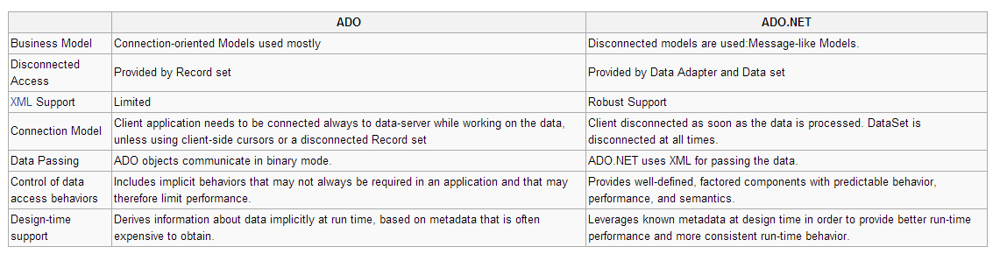 ADO ADO.NET
Business Model Connection-oriented Models used mostly Disconnected models are used:Message-like Models.
Disconnected
Access
Provided by Record set Provided by Data Adapter and Data set
XML Support Limited Robust Support
Connection Model
Client application needs to be connected always to data-server while working on the data,
unless using client-side cursors or a disconnected Record set
Client disconnected as soon as the data is processed. DataSet is
disconnected at all times.
Data Passing ADO objects communicate in binary mode. ADO.NET uses XML for passing the data.
Control of data
access behaviors
Includes implicit behaviors that may not always be required in an application and that may
therefore limit performance.
Provides well-defined, factored components with predictable behavior,
performance, and semantics.
Design-time
support
Derives information about data implicitly at run time, based on metadata that is often
expensive to obtain.
Leverages known metadata at design time in order to provide better run-time
performance and more consistent run-time behavior.